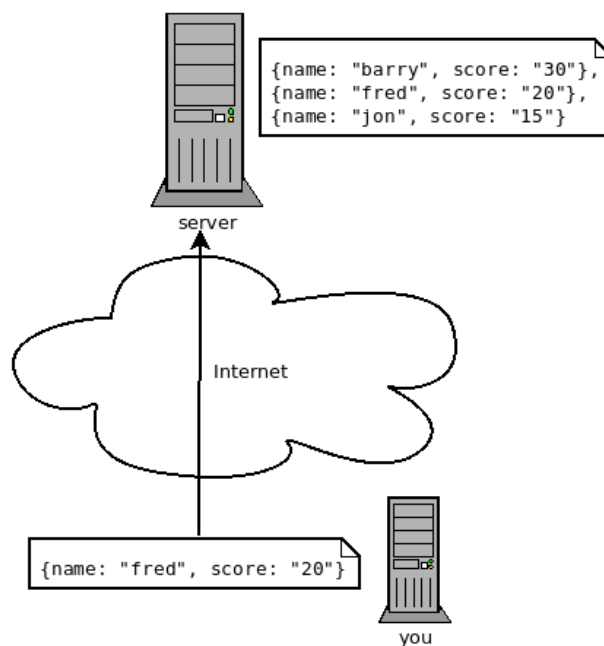 {name: "barry", score: "30"},
{name: "fred", score: "20"},
{name: "jon", score: "15"}
server
Internet
{name: "fred", score: "20"}
you